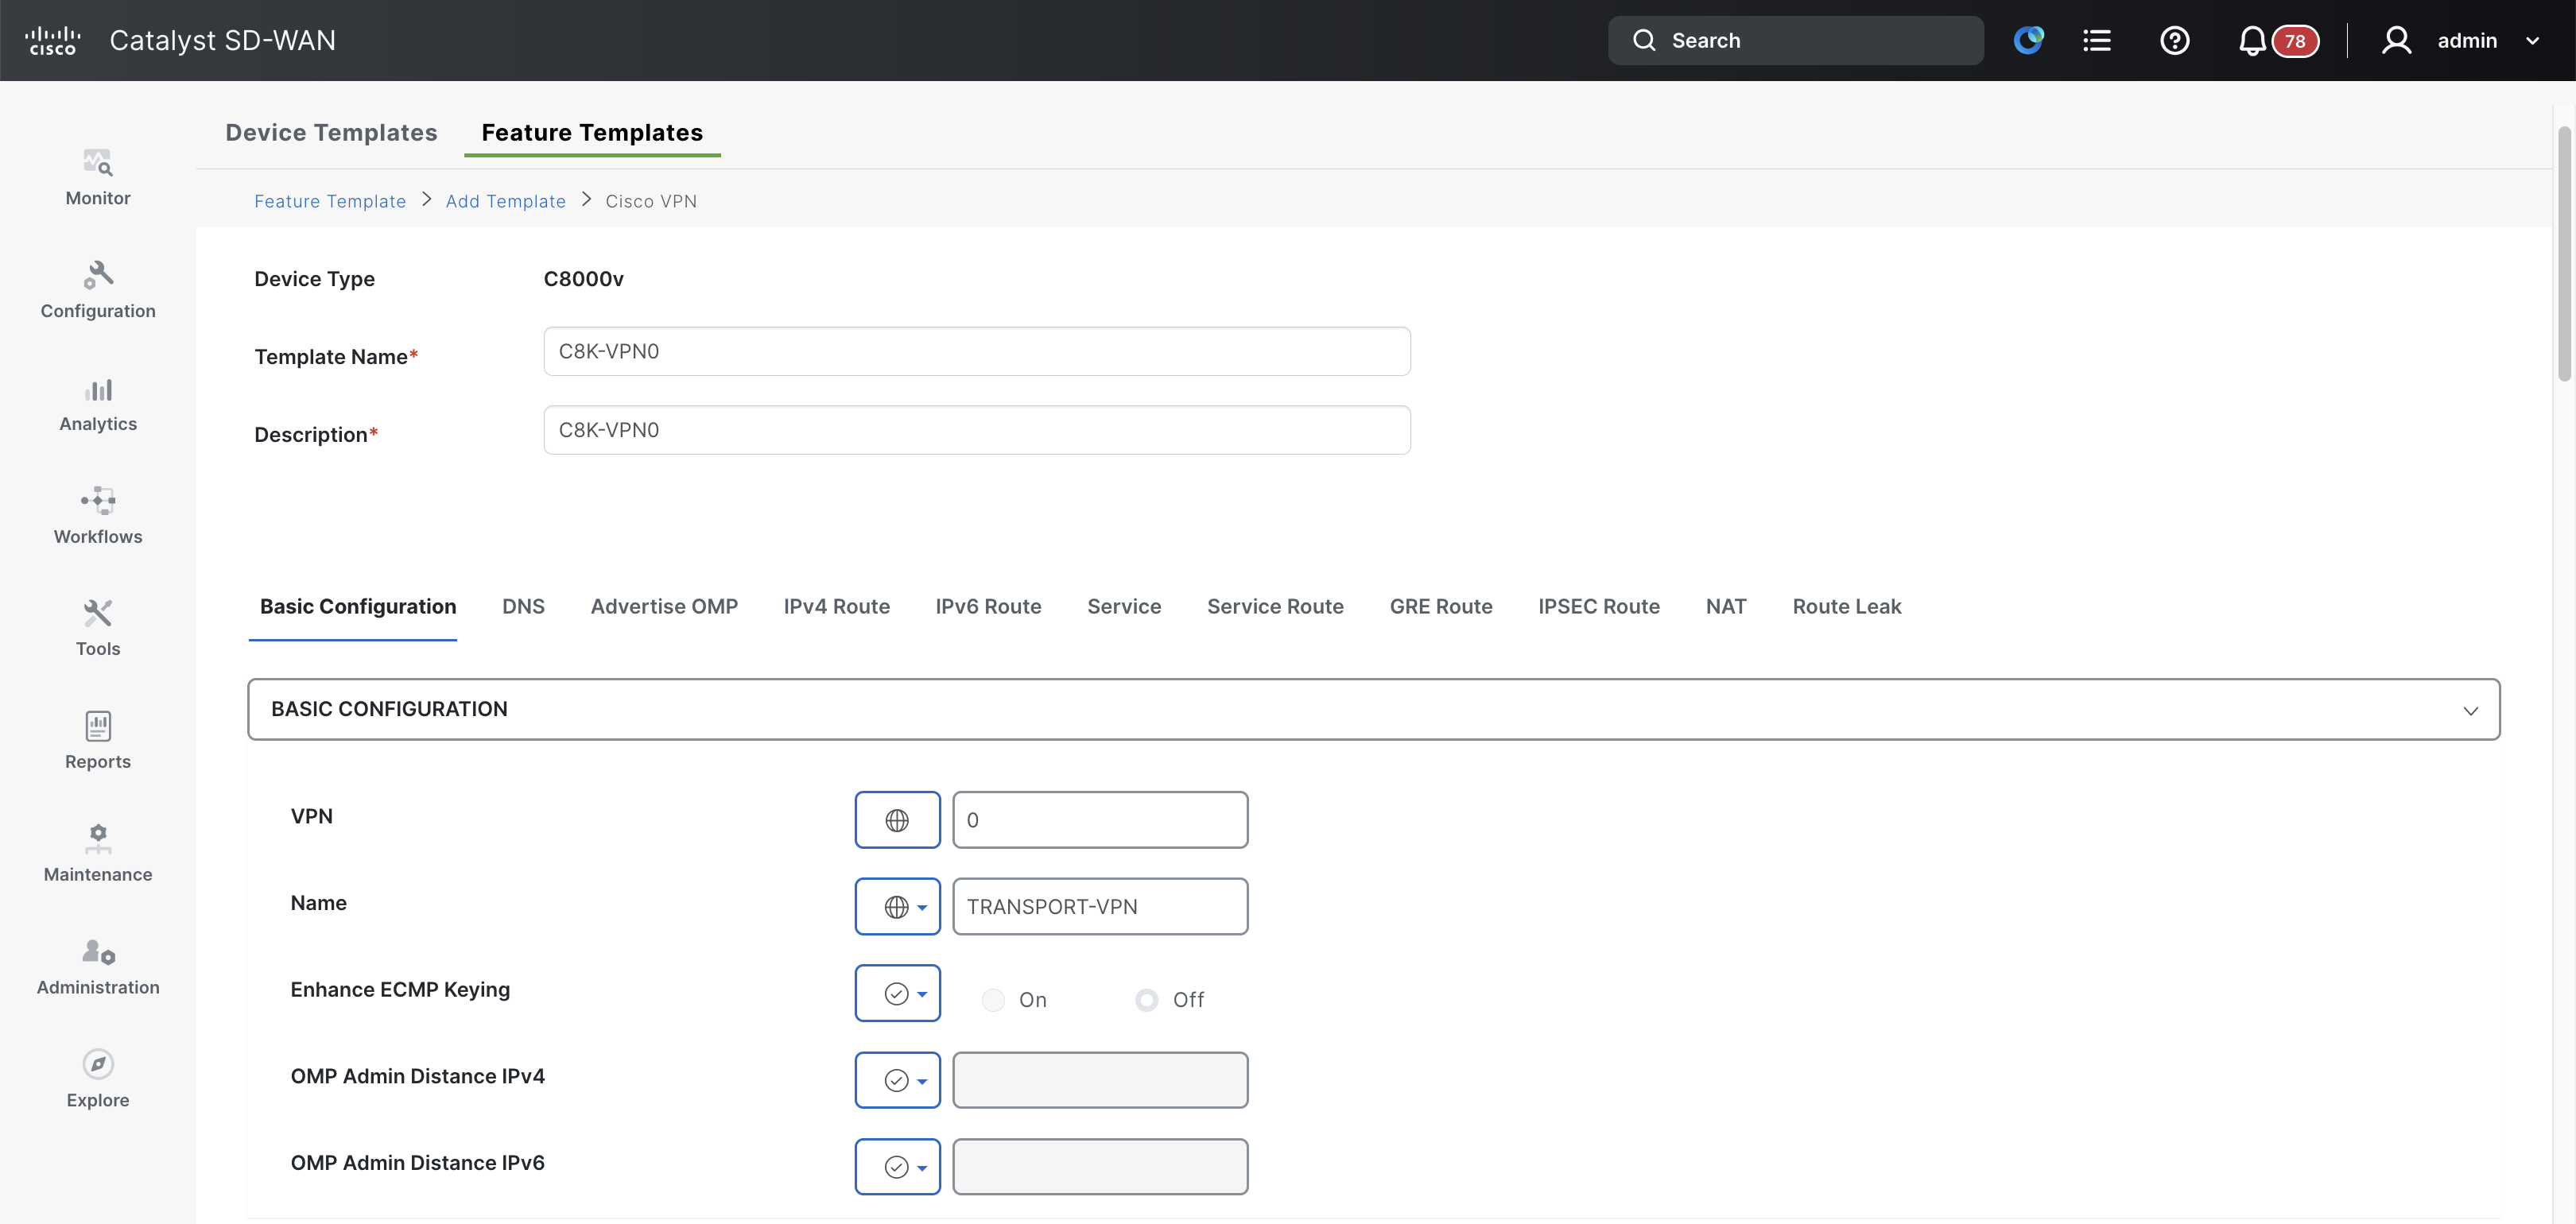 cisco Catalyst SD-WAN Search 78 admin
Device Templates Feature Templates
Feature Template > Add Template > Cisco VPN
Monitor
Configuration
Analytics
Workflows
Tools
Reports
Maintenance
Administration
Explore
Device Type C8000v
Template Name* C8K-VPN0
Description* C8K-VPN0
Basic Configuration DNS Advertise OMP IPv4 Route IPv6 Route Service Service Route GRE Route IPSEC Route NAT Route Leak
BASIC CONFIGURATION
VPN 0
Name TRANSPORT-VPN
Enhance ECMP Keying On Off
OMP Admin Distance IPv4
OMP Admin Distance IPv6